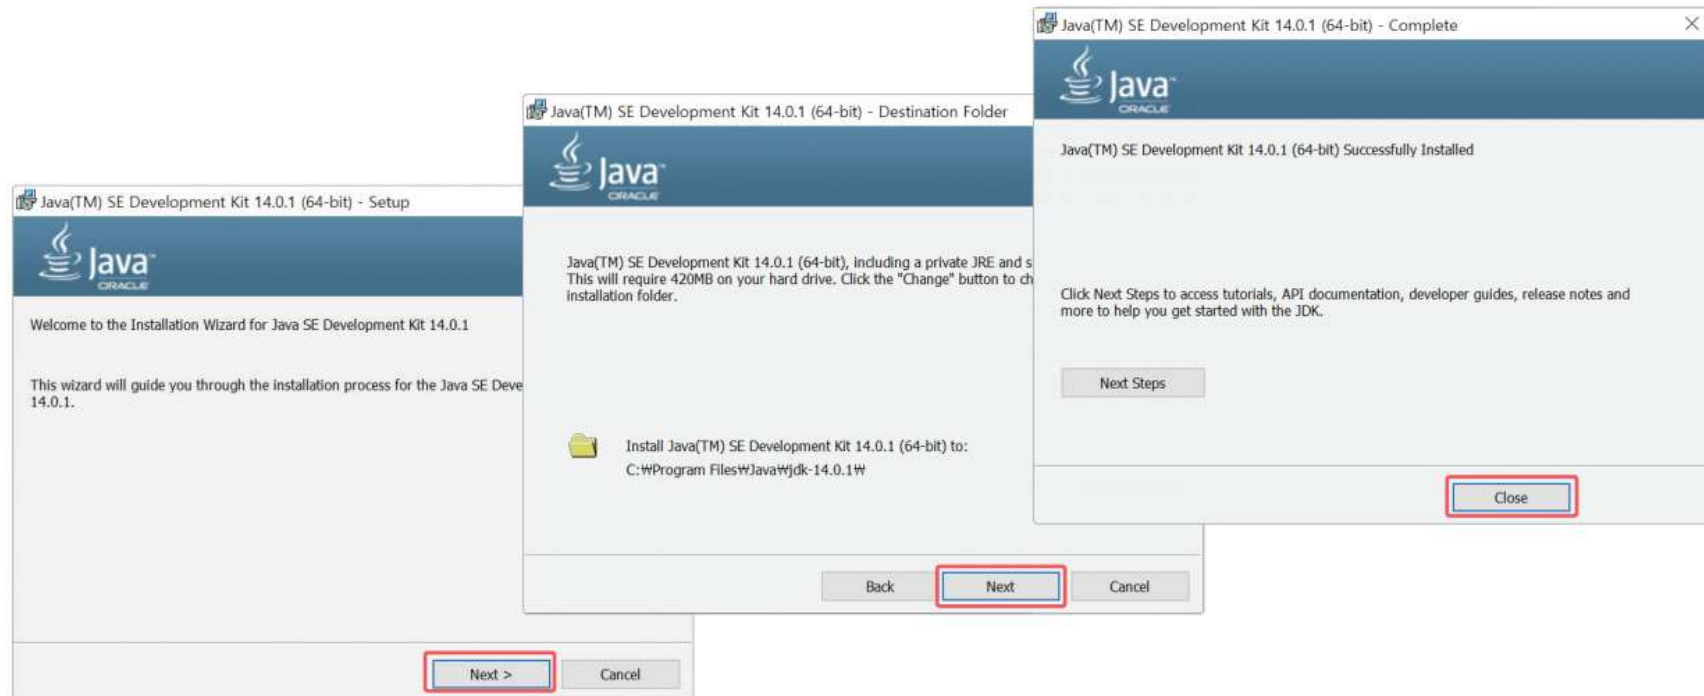 Java(TM) SE Development Kit 14.0.1 (64-bit) - Setup
Java™
ORACLE
Welcome to the Installation Wizard for Java SE Development Kit 14.0.1
This wizard will guide you through the installation process for the Java SE Deve
14.0.1.
Next >
Cancel
Java(TM) SE Development Kit 14.0.1 (64-bit) - Destination Folder
Java™
ORACLE
Java(TM) SE Development Kit 14.0.1 (64-bit), including a private JRE and s
This will require 420MB on your hard drive. Click the "Change" button to ch
installation folder.
Install Java(TM) SE Development Kit 14.0.1 (64-bit) to:
C:₩Program Files₩Java₩jdk-14.0.1₩
Back
Next
Cancel
Java(TM) SE Development Kit 14.0.1 (64-bit) - Complete
Java™
ORACLE
Java(TM) SE Development Kit 14.0.1 (64-bit) Successfully Installed
Click Next Steps to access tutorials, API documentation, developer guides, release notes and
more to help you get started with the JDK.
Next Steps
Close